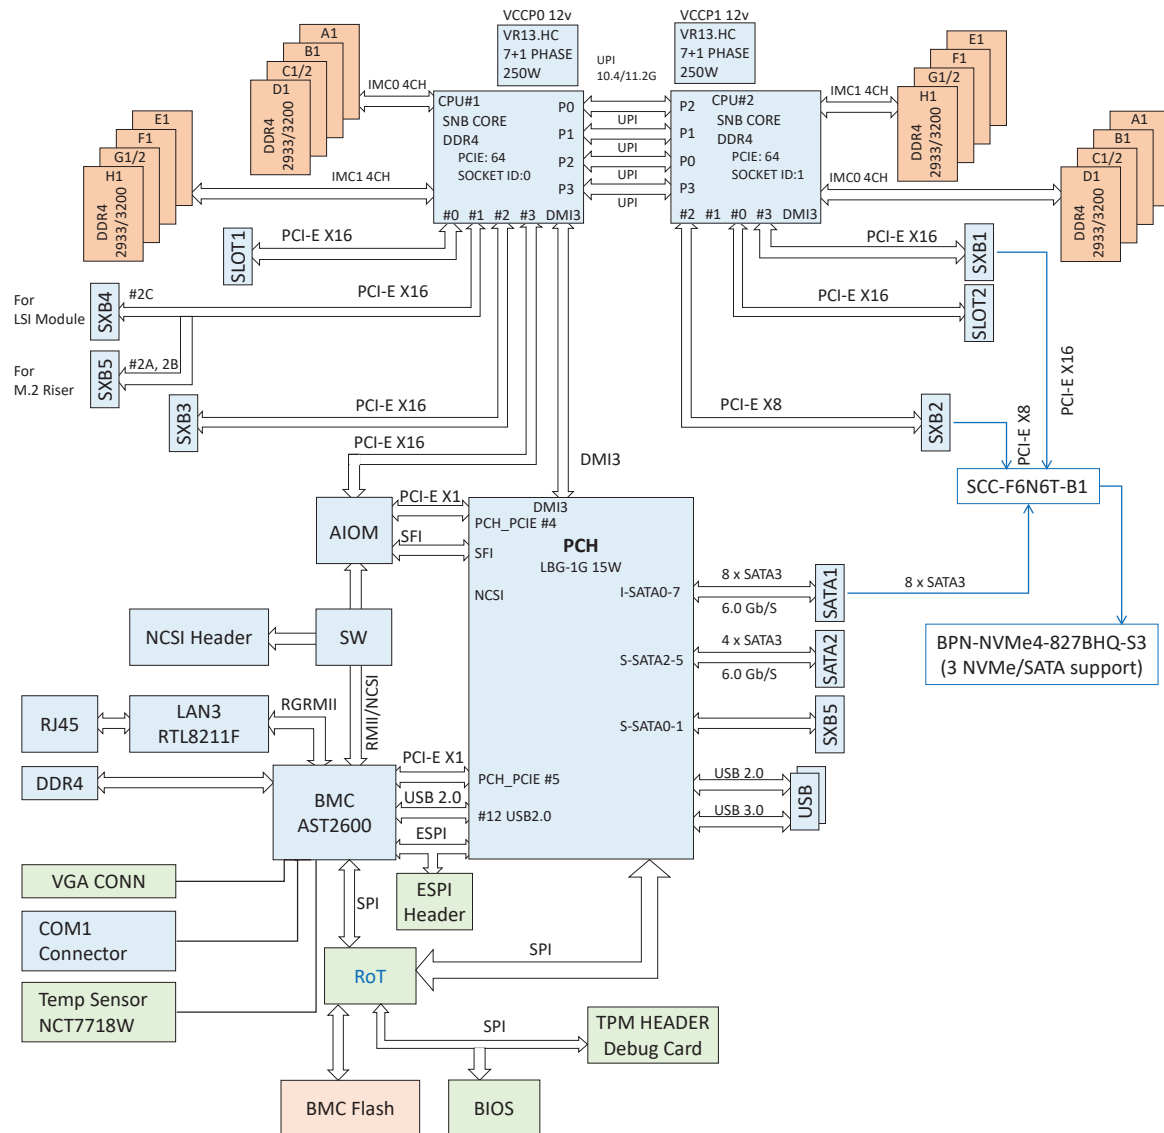 VCCP0 12v
VR13.HC
7+1 PHASE
250W
VCCP1 12v
VR13.HC
7+1 PHASE
250W
UPI
10.4/11.2G
A1
B1
C1/2
D1
DDR4
2933/3200
IMC0 4CH
E1
F1
G1/2
H1
DDR4
2933/3200
IMC1 4CH
CPU#1
SNB CORE
DDR4
PCIE: 64
SOCKET ID:0
P0
P1
P2
P3
#0 #1 #2 #3 DMI3
UPI
UPI
UPI
UPI
CPU#2
SNB CORE
DDR4
PCIE: 64
SOCKET ID:1
P2
P1
P0
P3
#2 #1 #0 #3 DMI3
IMC1 4CH
E1
F1
G1/2
H1
DDR4
2933/3200
IMC0 4CH
A1
B1
C1/2
D1
DDR4
2933/3200
SLOT1
PCI-E X16
For
LSI Module
SXB4
#2C
PCI-E X16
For
M.2 Riser
SXB5
#2A, 2B
SXB3
PCI-E X16
PCI-E X16
DMI3
PCI-E X16
SXB1
PCI-E X16
SLOT2
PCI-E X8
SXB2
PCI-E X8
PCI-E X16
SCC-F6N6T-B1
AIOM
PCI-E X1
SFI
DMI3
PCH_PCIE #4
PCH
LBG-1G 15W
SFI
NCSI
I-SATA0-7
8 x SATA3
6.0 Gb/S
SATA1
8 x SATA3
S-SATA2-5
4 x SATA3
6.0 Gb/S
SATA2
BPN-NVMe4-827BHQ-S3
(3 NVMe/SATA support)
S-SATA0-1
SXB5
NCSI Header
SW
RMII/NCSI
RJ45
LAN3
RTL8211F
RGRMII
DDR4
BMC
AST2600
PCI-E X1
PCH_PCIE #5
USB 2.0
#12 USB2.0
ESPI
USB 2.0
USB 3.0
USB
VGA CONN
COM1
Connector
Temp Sensor
NCT7718W
SPI
ESPI
Header
RoT
SPI
SPI
TPM HEADER
Debug Card
BMC Flash
BIOS